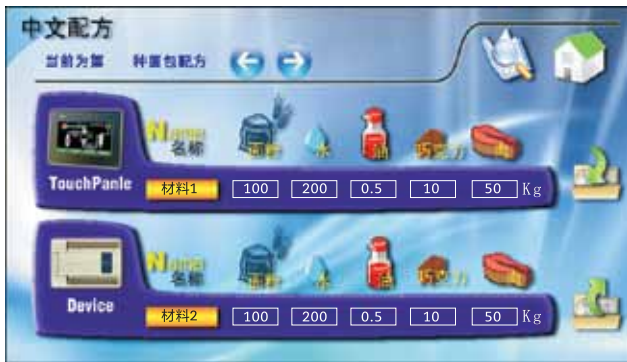 中文配方
当前为第 种面包配方
Name
名称 面粉 水 油 巧克力 肉
TouchPanle 材料1 100 200 0.5 10 50 Kg
Name
名称 面粉 水 油 巧克力 肉
Device 材料2 100 200 0.5 10 50 Kg